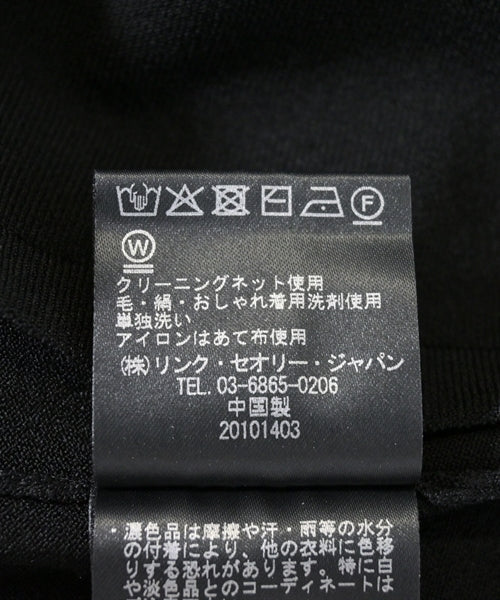 F
W
クリーニングネット使用
毛・絹・おしゃれ着用洗剤使用
単独洗い
アイロンはあて布使用
(株)リンク・セオリー・ジャパン
TEL. 03-6865-0206
中国製
20101403
・濃色品は摩擦や汗・雨等の水分
の付着により、他の衣料に色移
りする恐れがあります。特に白
や淡色品とのコーディネートは